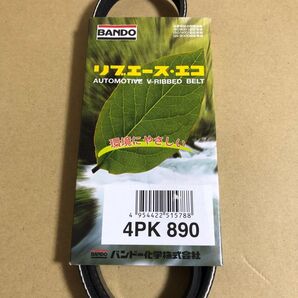 BANDO
リブエース・エコ
AUTOMOTIVE V-RIBBED BELT
環境にやさしい
4 954422 515788
4PK 890
BANDO バンドー化学株式会社